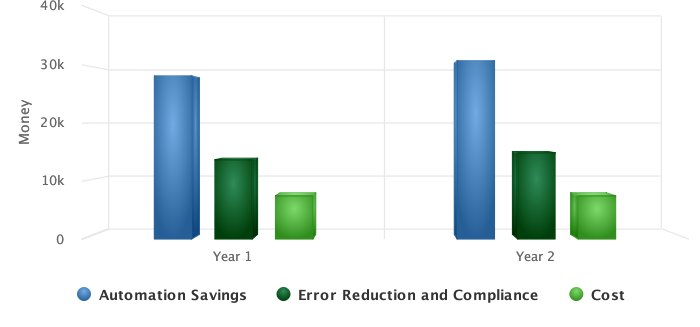 40k
30k
20k
10k
0
Money
Year 1
Year 2
Automation Savings
Error Reduction and Compliance
Cost